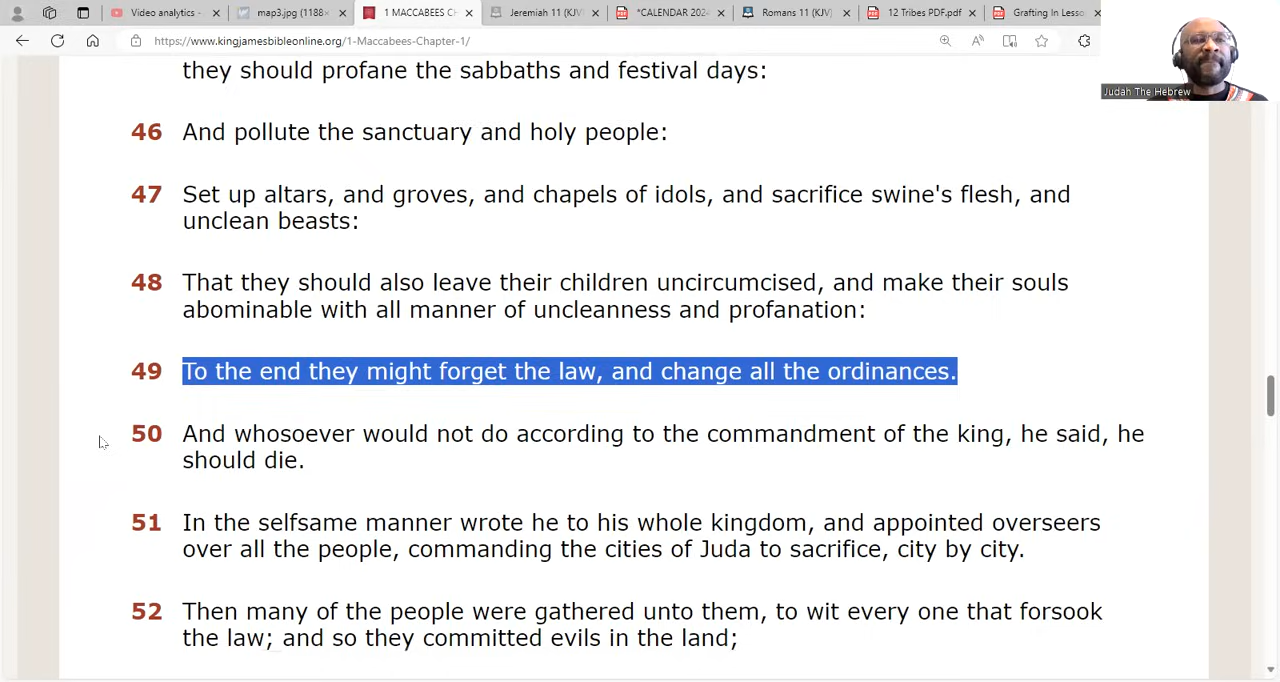 Video analytics -
map3.jpg (1188×
1 MACCABEES C
Jeremiah 11 (KJV)
*CALENDAR 2024
Romans 11 (KJV)
12 Tribes PDF.pdf
Grafting In Lesso
https://www.kingjamesbibleonline.org/1-Maccabees-Chapter-1/
Judah The Hebrew
they should profane the sabbaths and festival days:
46 And pollute the sanctuary and holy people:
47 Set up altars, and groves, and chapels of idols, and sacrifice swine's flesh, and
unclean beasts:
48 That they should also leave their children uncircumcised, and make their souls
abominable with all manner of uncleanness and profanation:
49 To the end they might forget the law, and change all the ordinances.
50 And whosoever would not do according to the commandment of the king, he said, he
should die.
51 In the selfsame manner wrote he to his whole kingdom, and appointed overseers
over all the people, commanding the cities of Juda to sacrifice, city by city.
52 Then many of the people were gathered unto them, to wit every one that forsook
the law; and so they committed evils in the land;